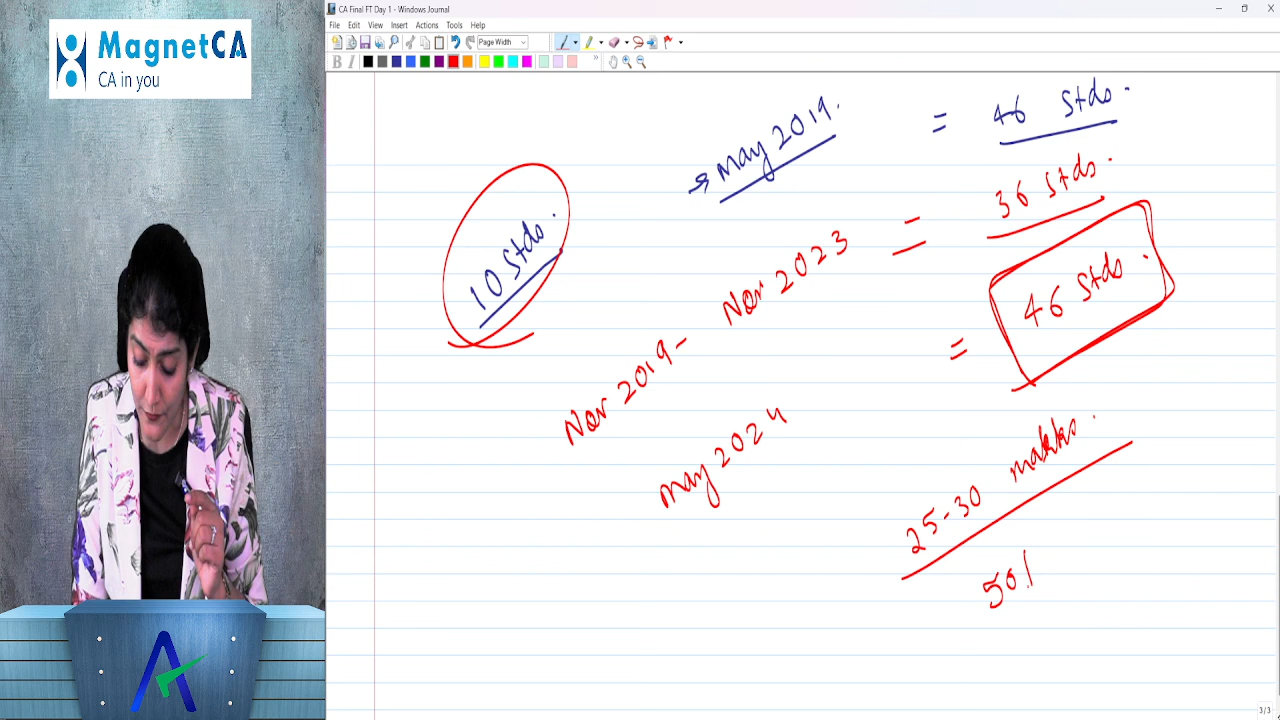 MagnetCA
CA in you
CA Final FT Day 1 - Windows Journal
File Edit View Insert Actions Tools Help
Page Width
B I
→ May 2019. = 46 Stds.
10 Stds.
Nov 2019 - Nov 2023 = 36 Stds.
May 2024 = 46 Stds.
25-30 marks.
50%
3/3